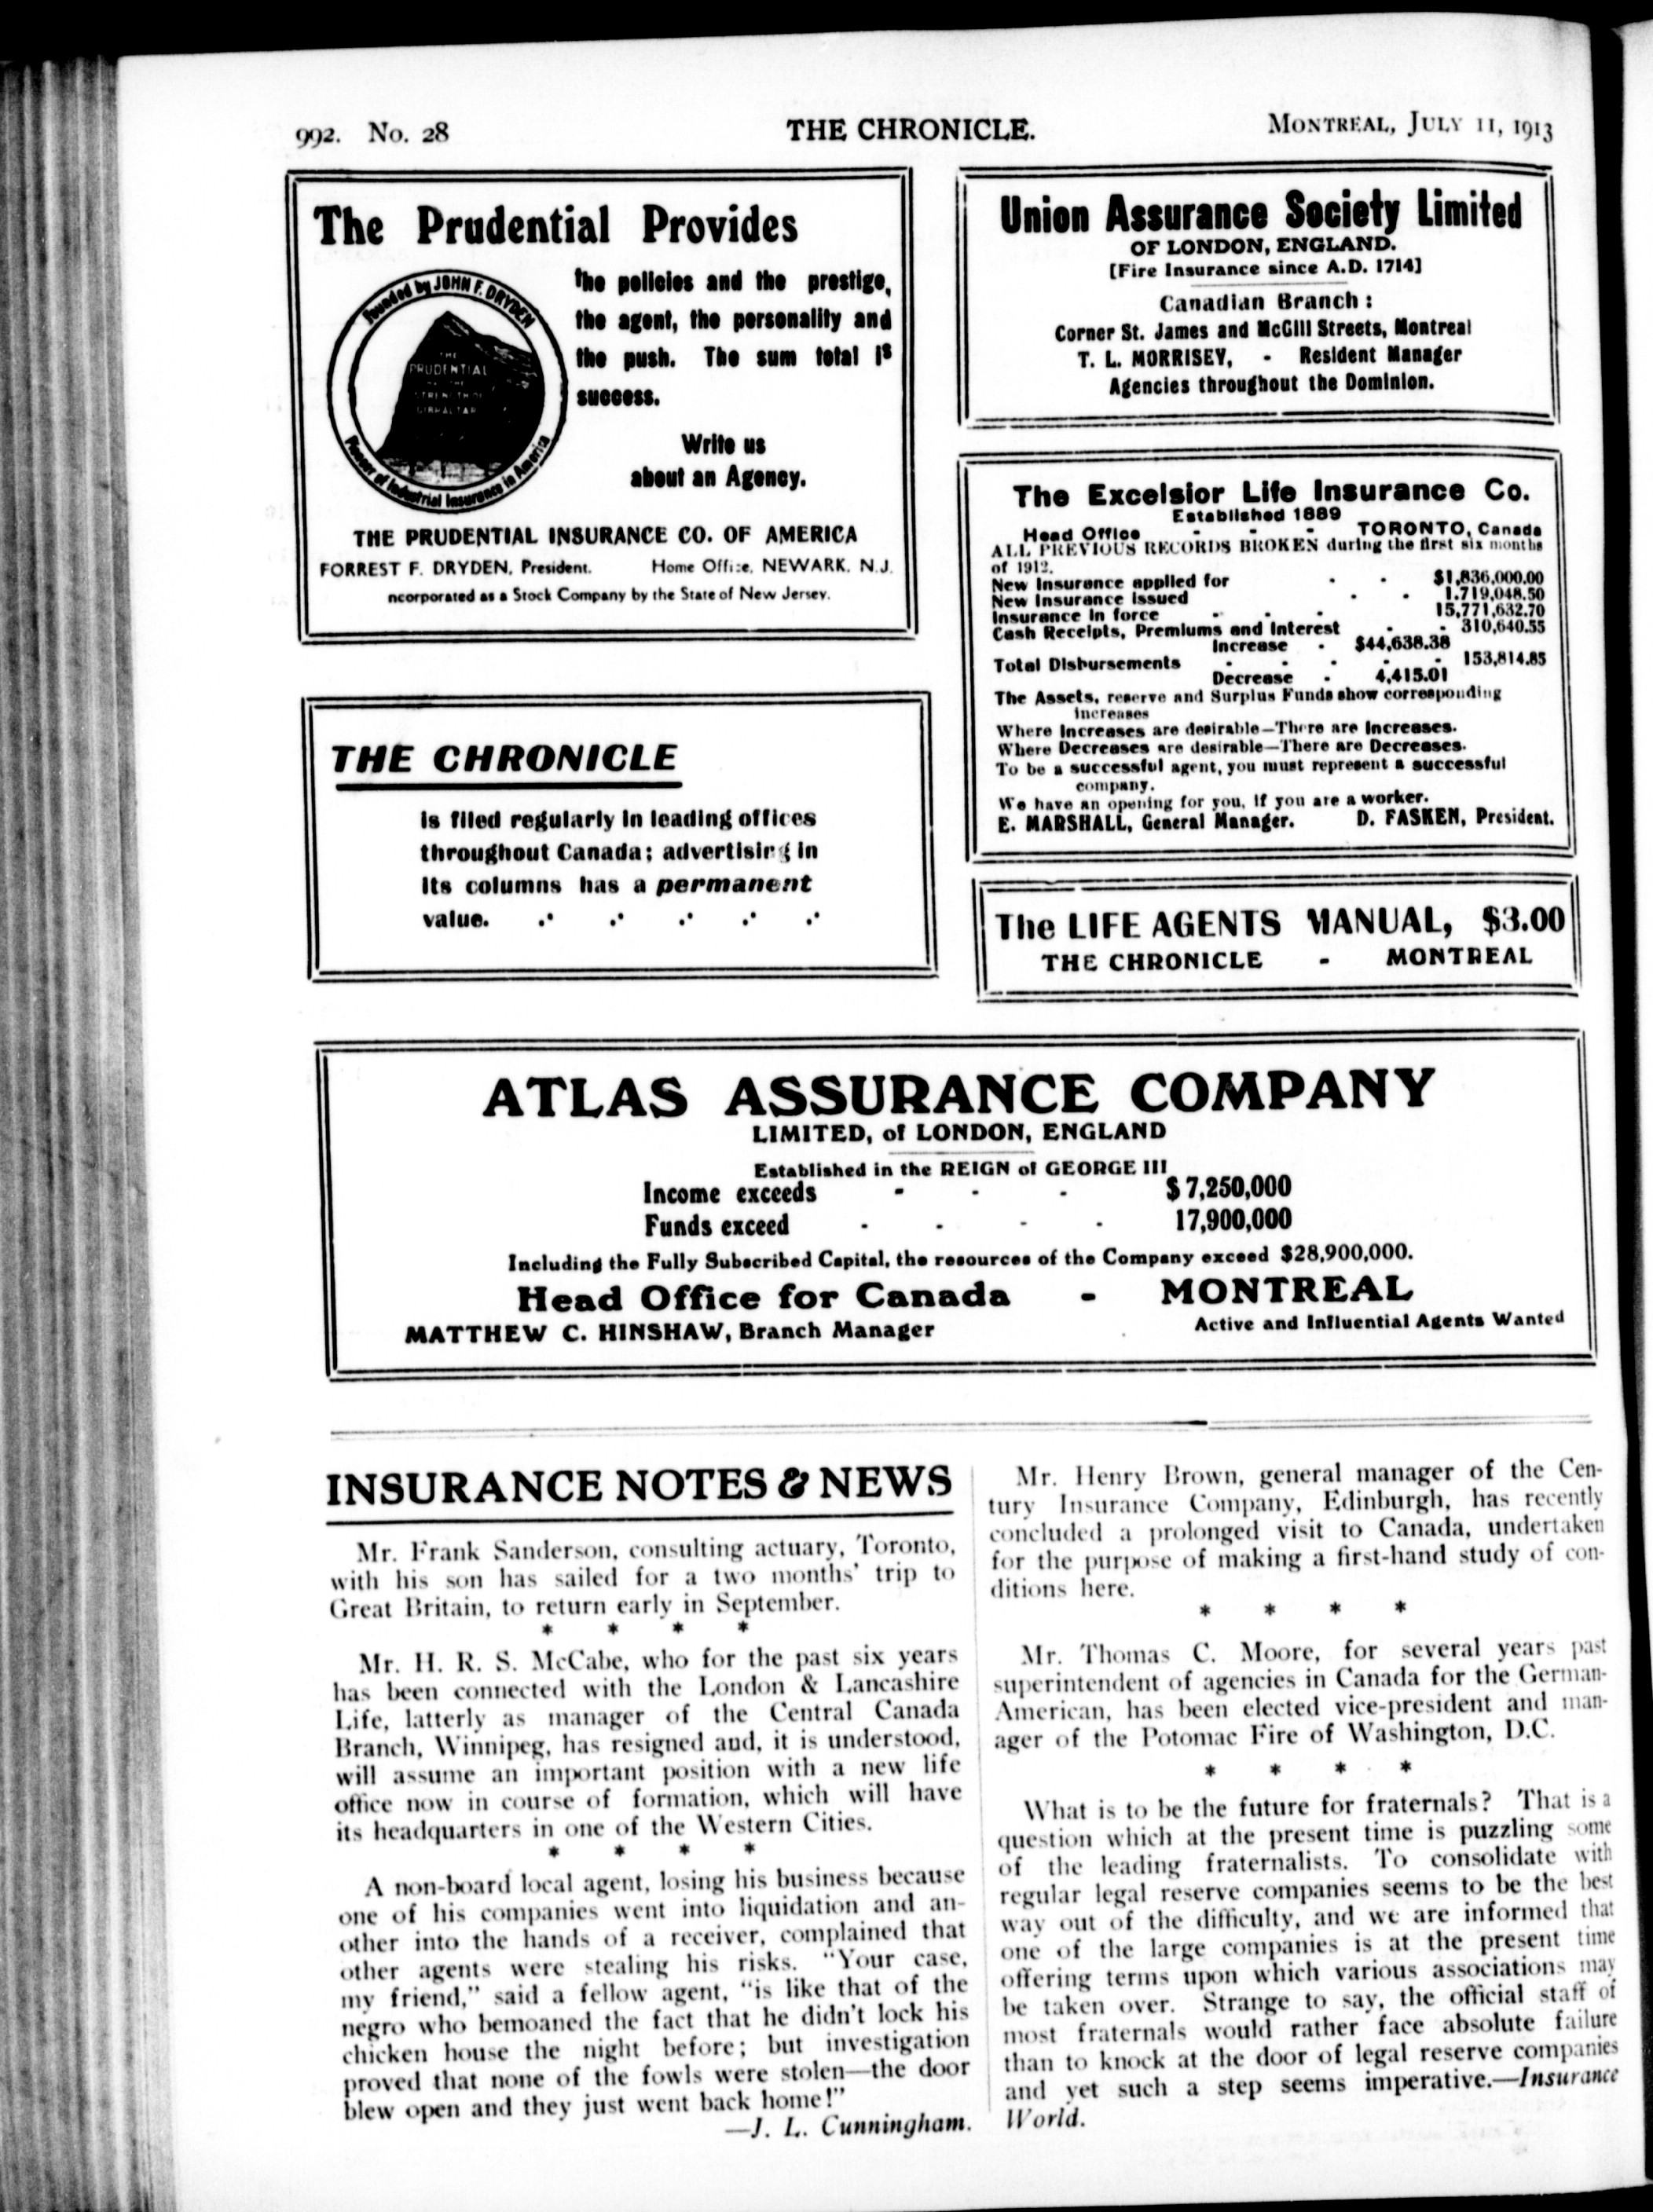 992. No. 28
THE CHRONICLE.
MONTREAL, JULY 11, 1913
The Prudential Provides
Founded by JOHN F. DRYDEN
THE
PRUDENTIAL
HAS THE
STRENGTH OF
GIBRALTAR
Pioneer of Industrial Insurance in America
the policies and the prestige,
the agent, the personality and
the push. The sum total is
success.
Write us
about an Agency.
THE PRUDENTIAL INSURANCE CO. OF AMERICA
FORREST F. DRYDEN, President. Home Office, NEWARK, N.J.
ncorporated as a Stock Company by the State of New Jersey.
THE CHRONICLE
is filed regularly in leading offices
throughout Canada; advertising in
its columns has a permanent
value. .· .· .· .· .·
Union Assurance Society Limited
OF LONDON, ENGLAND.
[Fire Insurance since A.D. 1714]
Canadian Branch :
Corner St. James and McGill Streets, Montreal
T. L. MORRISEY, - Resident Manager
Agencies throughout the Dominion.
The Excelsior Life Insurance Co.
Established 1889
Head Office - - TORONTO, Canada
ALL PREVIOUS RECORDS BROKEN during the first six months
of 1912.
New Insurance applied for - - $1,836,000.00
New Insurance Issued - - 1,719,048.50
Insurance in force - - - 15,771,632.70
Cash Receipts, Premiums and Interest - - 310,640.55
Increase - $44,638.38
Total Disbursements - - - - - 153,814.85
Decrease - 4,415.01
The Assets, reserve and Surplus Funds show corresponding
increases
Where Increases are desirable—There are Increases.
Where Decreases are desirable—There are Decreases.
To be a successful agent, you must represent a successful
company.
We have an opening for you, if you are a worker.
E. MARSHALL, General Manager. D. FASKEN, President.
The LIFE AGENTS MANUAL, $3.00
THE CHRONICLE - MONTREAL
ATLAS ASSURANCE COMPANY
LIMITED, of LONDON, ENGLAND
Established in the REIGN of GEORGE III
Income exceeds - - - $ 7,250,000
Funds exceed - - - - 17,900,000
Including the Fully Subscribed Capital, the resources of the Company exceed $28,900,000.
Head Office for Canada - MONTREAL
MATTHEW C. HINSHAW, Branch Manager Active and Influential Agents Wanted
INSURANCE NOTES & NEWS
Mr. Frank Sanderson, consulting actuary, Toronto,
with his son has sailed for a two months' trip to
Great Britain, to return early in September.
* * * *
Mr. H. R. S. McCabe, who for the past six years
has been connected with the London & Lancashire
Life, latterly as manager of the Central Canada
Branch, Winnipeg, has resigned and, it is understood,
will assume an important position with a new life
office now in course of formation, which will have
its headquarters in one of the Western Cities.
* * * *
A non-board local agent, losing his business because
one of his companies went into liquidation and an-
other into the hands of a receiver, complained that
other agents were stealing his risks. "Your case,
my friend," said a fellow agent, "is like that of the
negro who bemoaned the fact that he didn't lock his
chicken house the night before; but investigation
proved that none of the fowls were stolen—the door
blew open and they just went back home!"
—J. L. Cunningham.
Mr. Henry Brown, general manager of the Cen-
tury Insurance Company, Edinburgh, has recently
concluded a prolonged visit to Canada, undertaken
for the purpose of making a first-hand study of con-
ditions here.
* * * *
Mr. Thomas C. Moore, for several years past
superintendent of agencies in Canada for the German-
American, has been elected vice-president and man-
ager of the Potomac Fire of Washington, D.C.
* * * *
What is to be the future for fraternals? That is a
question which at the present time is puzzling some
of the leading fraternalists. To consolidate with
regular legal reserve companies seems to be the best
way out of the difficulty, and we are informed that
one of the large companies is at the present time
offering terms upon which various associations may
be taken over. Strange to say, the official staff of
most fraternals would rather face absolute failure
than to knock at the door of legal reserve companies
and yet such a step seems imperative.—Insurance
World.